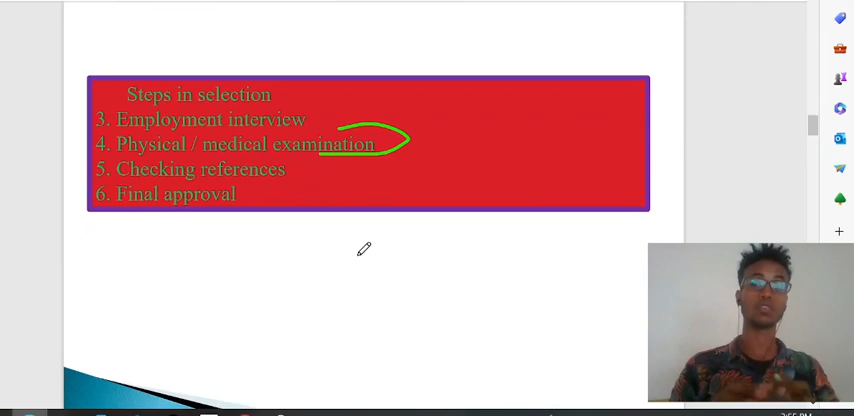 Steps in selection
3. Employment interview
4. Physical / medical examination
5. Checking references
6. Final approval